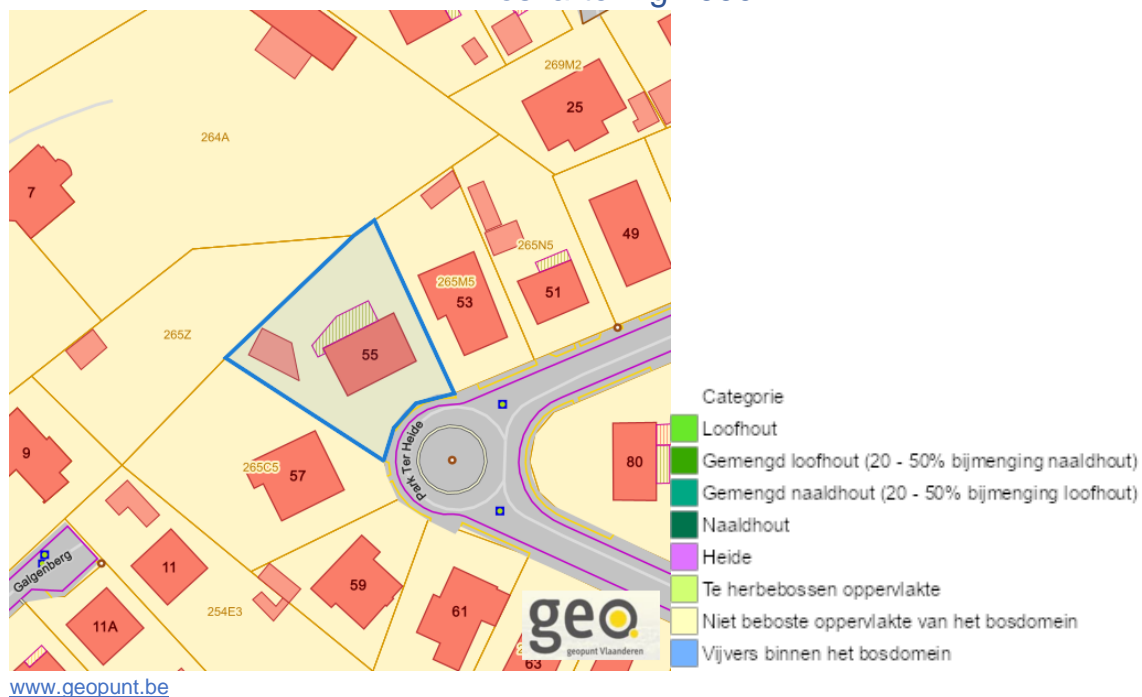 269M2
25
264A
7
49
265N5
265M5
53
51
265Z
55
Park Ter Heide
9
265C5
57
80
Galgenberg
11
59
254E3
61
11A
63
geo
geopunt Vlaanderen
Categorie
Loofhout
Gemengd loofhout (20 - 50% bijmenging naaldhout)
Gemengd naaldhout (20 - 50% bijmenging loofhout)
Naaldhout
Heide
Te herbebossen oppervlakte
Niet beboste oppervlakte van het bosdomein
Vijvers binnen het bosdomein
www.geopunt.be